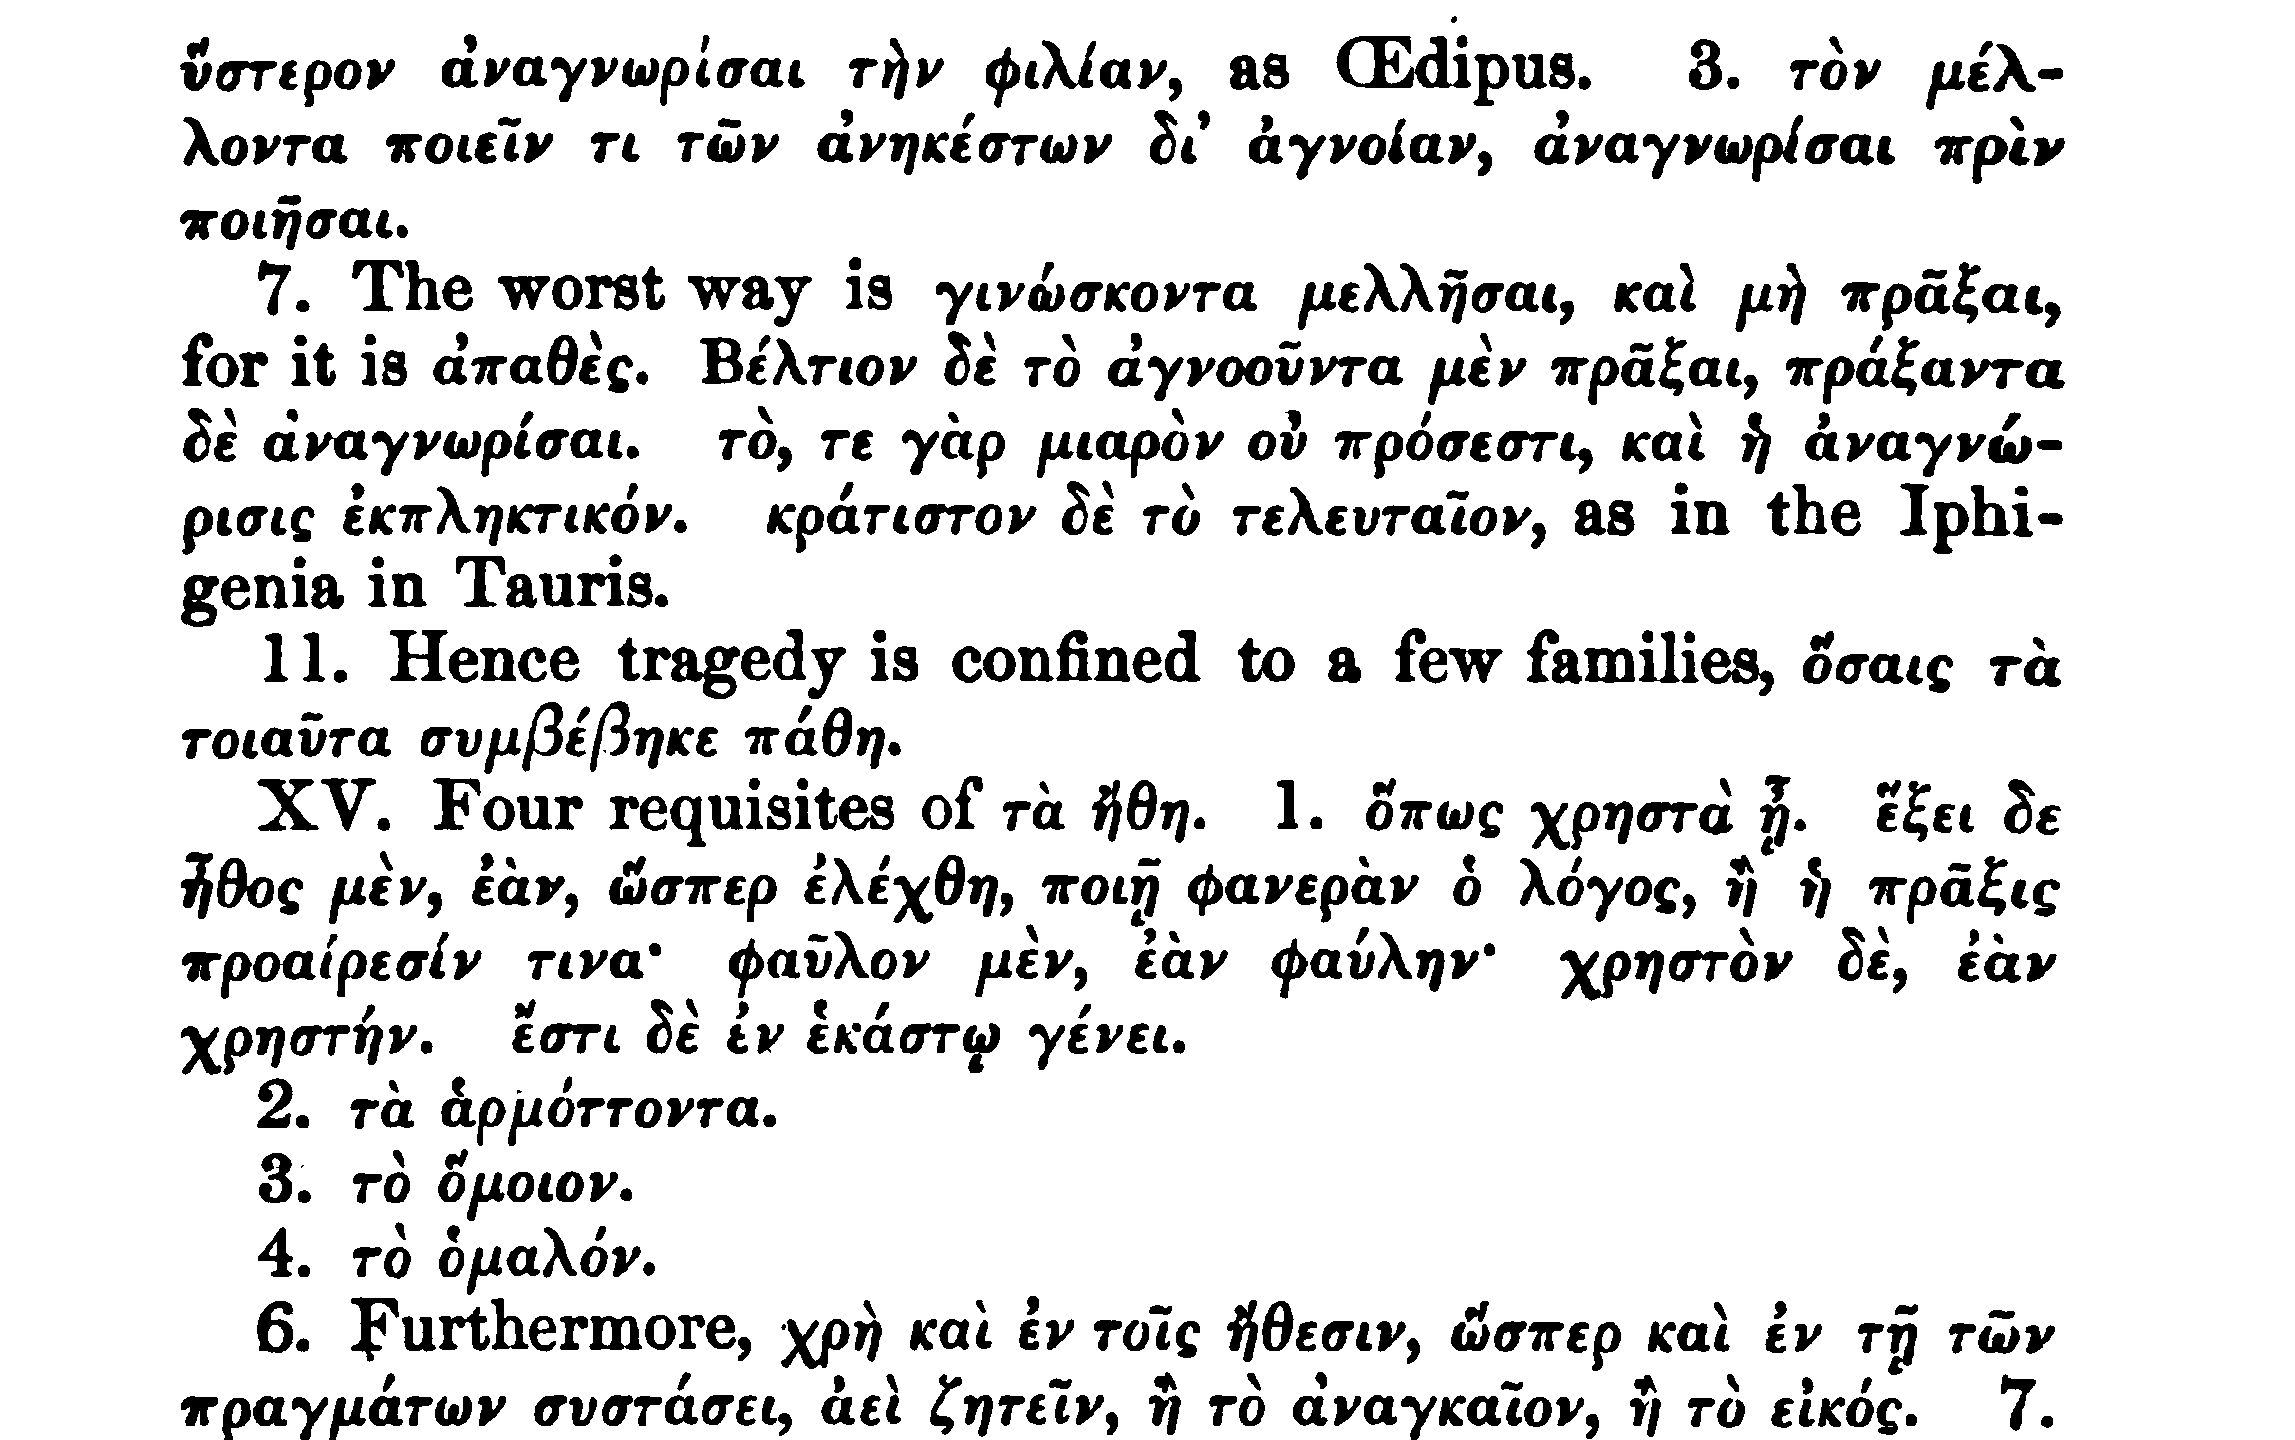 ὕστερον ἀναγνωρίσαι τὴν φιλίαν, as Œdipus. 3. τὸν μέλ-
λοντα ποιεῖν τι τῶν ἀνηκέστων δι' ἀγνοίαν, ἀναγνωρίσαι πρὶν
ποιῆσαι.
7. The worst way is γινώσκοντα μελλῆσαι, καὶ μὴ πρᾶξαι,
for it is ἀπαθὲς. Βέλτιον δὲ τὸ ἀγνοοῦντα μὲν πρᾶξαι, πράξαντα
δὲ ἀναγνωρίσαι. τὸ, τε γὰρ μιαρὸν οὐ πρόσεστι, καὶ ἡ ἀναγνώ-
ρισις ἐκπληκτικόν. κράτιστον δὲ τὸ τελευταῖον, as in the Iphi-
genia in Tauris.
11. Hence tragedy is confined to a few families, ὅσαις τὰ
τοιαῦτα συμβέβηκε πάθη.
XV. Four requisites of τὰ ἤθη. 1. ὅπως χρηστὰ ᾖ. ἕξει δε
ἦθος μὲν, ἐὰν, ὥσπερ ἐλέχθη, ποιῇ φανερὰν ὁ λόγος, ἢ ἡ πρᾶξις
προαίρεσίν τινα· φαῦλον μὲν, ἐὰν φαύλην· χρηστὸν δὲ, ἐὰν
χρηστήν. ἔστι δὲ ἐν ἑκάστῳ γένει.
2. τὰ ἁρμόττοντα.
3. τὸ ὅμοιον.
4. τὸ ὁμαλόν.
6. Furthermore, χρὴ καὶ ἐν τοῖς ἤθεσιν, ὥσπερ καὶ ἐν τῇ τῶν
πραγμάτων συστάσει, ἀεὶ ζητεῖν, ἢ τὸ ἀναγκαῖον, ἢ τὸ εἰκός. 7.